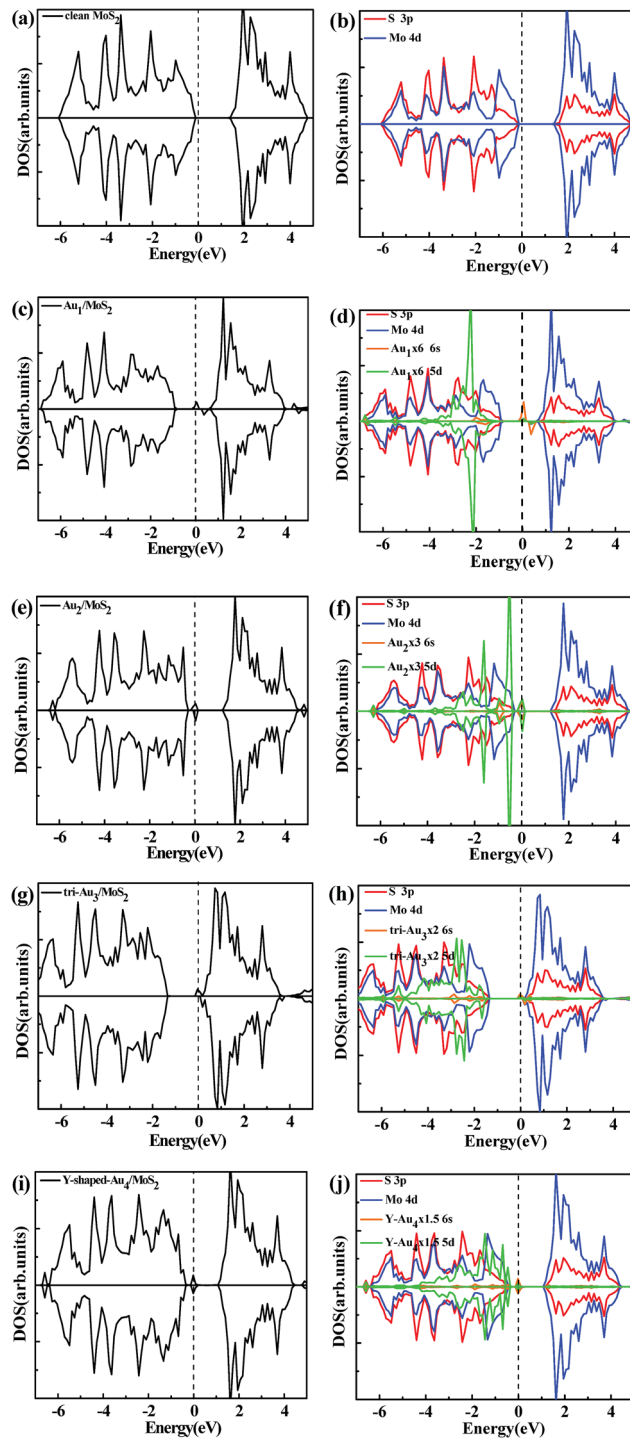 (a)
clean MoS2
DOS(arb.units)
-6 -4 -2 0 2 4
Energy(eV)
(b)
S 3p
Mo 4d
DOS(arb.units)
-6 -4 -2 0 2 4
Energy(eV)
(c)
Au1/MoS2
DOS(arb.units)
-6 -4 -2 0 2 4
Energy(eV)
(d)
S 3p
Mo 4d
Au1x6 6s
Au1x6 5d
DOS(arb.units)
-6 -4 -2 0 2 4
Energy(eV)
(e)
Au2/MoS2
DOS(arb.units)
-6 -4 -2 0 2 4
Energy(eV)
(f)
S 3p
Mo 4d
Au2x3 6s
Au2x3 5d
DOS(arb.units)
-6 -4 -2 0 2 4
Energy(eV)
(g)
tri-Au3/MoS2
DOS(arb.units)
-6 -4 -2 0 2 4
Energy(eV)
(h)
S 3p
Mo 4d
tri-Au3x2 6s
tri-Au3x2 5d
DOS(arb.units)
-6 -4 -2 0 2 4
Energy(eV)
(i)
Y-shaped-Au4/MoS2
DOS(arb.units)
-6 -4 -2 0 2 4
Energy(eV)
(j)
S 3p
Mo 4d
Y-Au4x1.5 6s
Y-Au4x1.5 5d
DOS(arb.units)
-6 -4 -2 0 2 4
Energy(eV)